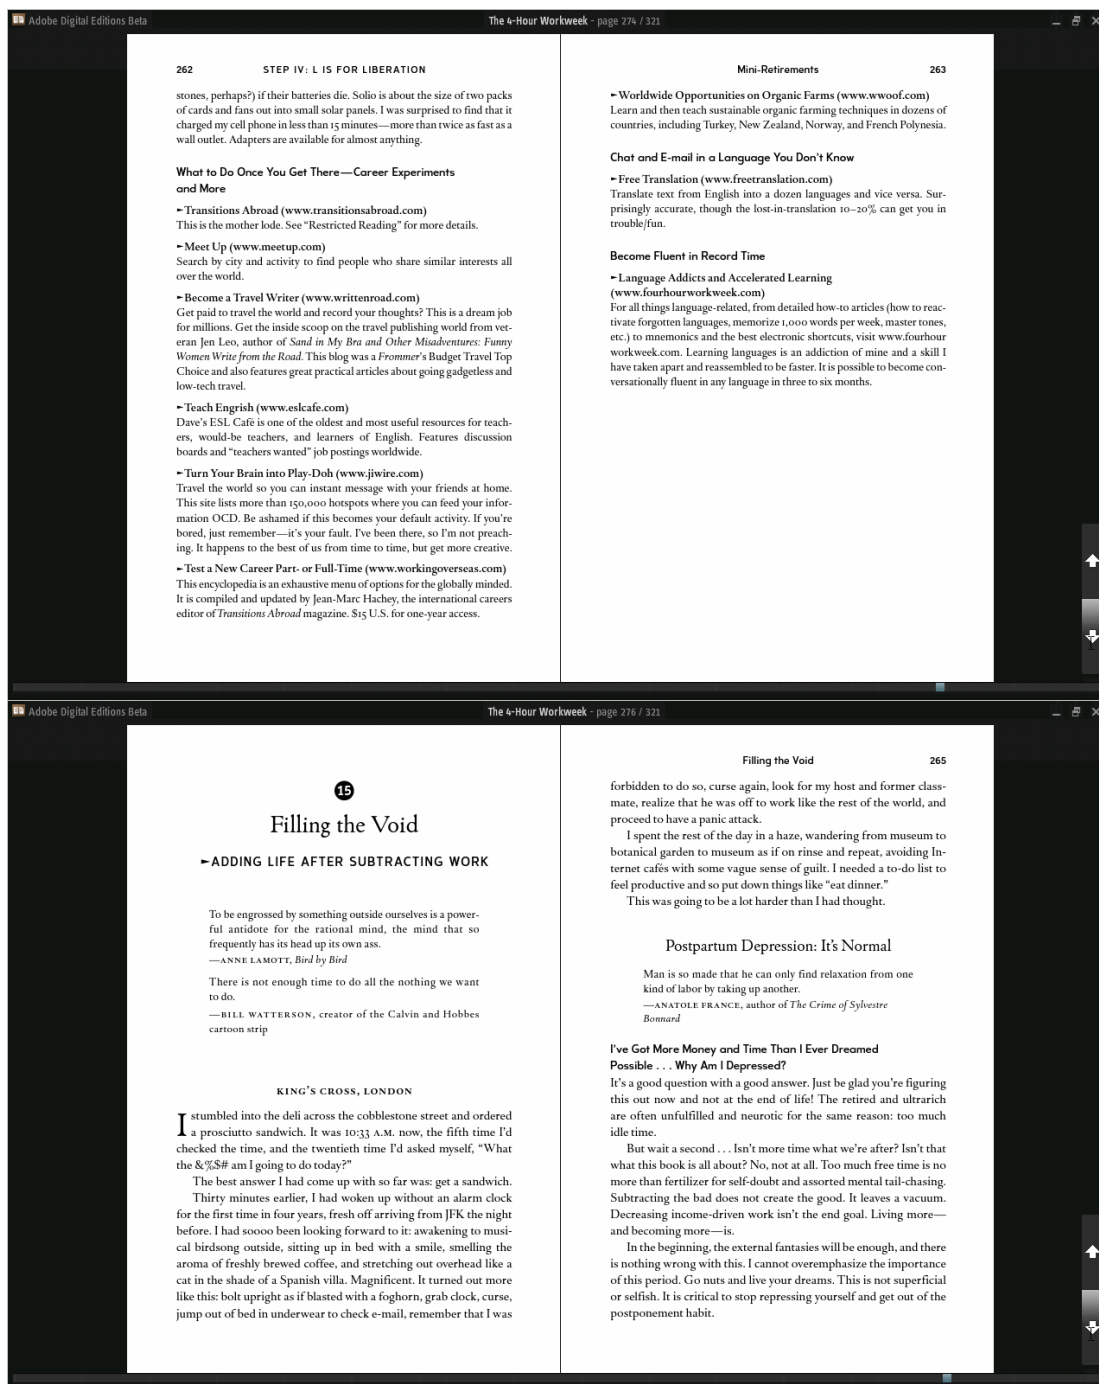 Adobe Digital Editions Beta
The 4-Hour Workweek - page 274 / 321
262 STEP IV: L IS FOR LIBERATION
stones, perhaps?) if their batteries die. Solio is about the size of two packs
of cards and fans out into small solar panels. I was surprised to find that it
charged my cell phone in less than 15 minutes—more than twice as fast as a
wall outlet. Adapters are available for almost anything.
What to Do Once You Get There—Career Experiments
and More
►Transitions Abroad (www.transitionsabroad.com)
This is the mother lode. See “Restricted Reading” for more details.
►Meet Up (www.meetup.com)
Search by city and activity to find people who share similar interests all
over the world.
►Become a Travel Writer (www.writtenroad.com)
Get paid to travel the world and record your thoughts? This is a dream job
for millions. Get the inside scoop on the travel publishing world from vet-
eran Jen Leo, author of Sand in My Bra and Other Misadventures: Funny
Women Write from the Road. This blog was a Frommer’s Budget Travel Top
Choice and also features great practical articles about going gadgetless and
low-tech travel.
►Teach Engrish (www.eslcafe.com)
Dave’s ESL Café is one of the oldest and most useful resources for teach-
ers, would-be teachers, and learners of English. Features discussion
boards and “teachers wanted” job postings worldwide.
►Turn Your Brain into Play-Doh (www.jiwire.com)
Travel the world so you can instant message with your friends at home.
This site lists more than 150,000 hotspots where you can feed your infor-
mation OCD. Be ashamed if this becomes your default activity. If you’re
bored, just remember—it’s your fault. I’ve been there, so I’m not preach-
ing. It happens to the best of us from time to time, but get more creative.
►Test a New Career Part- or Full-Time (www.workingoverseas.com)
This encyclopedia is an exhaustive menu of options for the globally minded.
It is compiled and updated by Jean-Marc Hachey, the international careers
editor of Transitions Abroad magazine. $15 U.S. for one-year access.
Mini-Retirements 263
►Worldwide Opportunities on Organic Farms (www.wwoof.com)
Learn and then teach sustainable organic farming techniques in dozens of
countries, including Turkey, New Zealand, Norway, and French Polynesia.
Chat and E-mail in a Language You Don’t Know
►Free Translation (www.freetranslation.com)
Translate text from English into a dozen languages and vice versa. Sur-
prisingly accurate, though the lost-in-translation 10–20% can get you in
trouble/fun.
Become Fluent in Record Time
►Language Addicts and Accelerated Learning
(www.fourhourworkweek.com)
For all things language-related, from detailed how-to articles (how to reac-
tivate forgotten languages, memorize 1,000 words per week, master tones,
etc.) to mnemonics and the best electronic shortcuts, visit www.fourhour
workweek.com. Learning languages is an addiction of mine and a skill I
have taken apart and reassembled to be faster. It is possible to become con-
versationally fluent in any language in three to six months.
Adobe Digital Editions Beta
The 4-Hour Workweek - page 276 / 321
15
Filling the Void
►ADDING LIFE AFTER SUBTRACTING WORK
To be engrossed by something outside ourselves is a power-
ful antidote for the rational mind, the mind that so
frequently has its head up its own ass.
—ANNE LAMOTT, Bird by Bird
There is not enough time to do all the nothing we want
to do.
—BILL WATTERSON, creator of the Calvin and Hobbes
cartoon strip
KING’S CROSS, LONDON
I stumbled into the deli across the cobblestone street and ordered
a prosciutto sandwich. It was 10:33 A.M. now, the fifth time I’d
checked the time, and the twentieth time I’d asked myself, “What
the &%$# am I going to do today?”
The best answer I had come up with so far was: get a sandwich.
Thirty minutes earlier, I had woken up without an alarm clock
for the first time in four years, fresh off arriving from JFK the night
before. I had soooo been looking forward to it: awakening to musi-
cal birdsong outside, sitting up in bed with a smile, smelling the
aroma of freshly brewed coffee, and stretching out overhead like a
cat in the shade of a Spanish villa. Magnificent. It turned out more
like this: bolt upright as if blasted with a foghorn, grab clock, curse,
jump out of bed in underwear to check e-mail, remember that I was
Filling the Void 265
forbidden to do so, curse again, look for my host and former class-
mate, realize that he was off to work like the rest of the world, and
proceed to have a panic attack.
I spent the rest of the day in a haze, wandering from museum to
botanical garden to museum as if on rinse and repeat, avoiding In-
ternet cafés with some vague sense of guilt. I needed a to-do list to
feel productive and so put down things like “eat dinner.”
This was going to be a lot harder than I had thought.
Postpartum Depression: It’s Normal
Man is so made that he can only find relaxation from one
kind of labor by taking up another.
—ANATOLE FRANCE, author of The Crime of Sylvestre
Bonnard
I’ve Got More Money and Time Than I Ever Dreamed
Possible . . . Why Am I Depressed?
It’s a good question with a good answer. Just be glad you’re figuring
this out now and not at the end of life! The retired and ultrarich
are often unfulfilled and neurotic for the same reason: too much
idle time.
But wait a second . . . Isn’t more time what we’re after? Isn’t that
what this book is all about? No, not at all. Too much free time is no
more than fertilizer for self-doubt and assorted mental tail-chasing.
Subtracting the bad does not create the good. It leaves a vacuum.
Decreasing income-driven work isn’t the end goal. Living more—
and becoming more—is.
In the beginning, the external fantasies will be enough, and there
is nothing wrong with this. I cannot overemphasize the importance
of this period. Go nuts and live your dreams. This is not superficial
or selfish. It is critical to stop repressing yourself and get out of the
postponement habit.